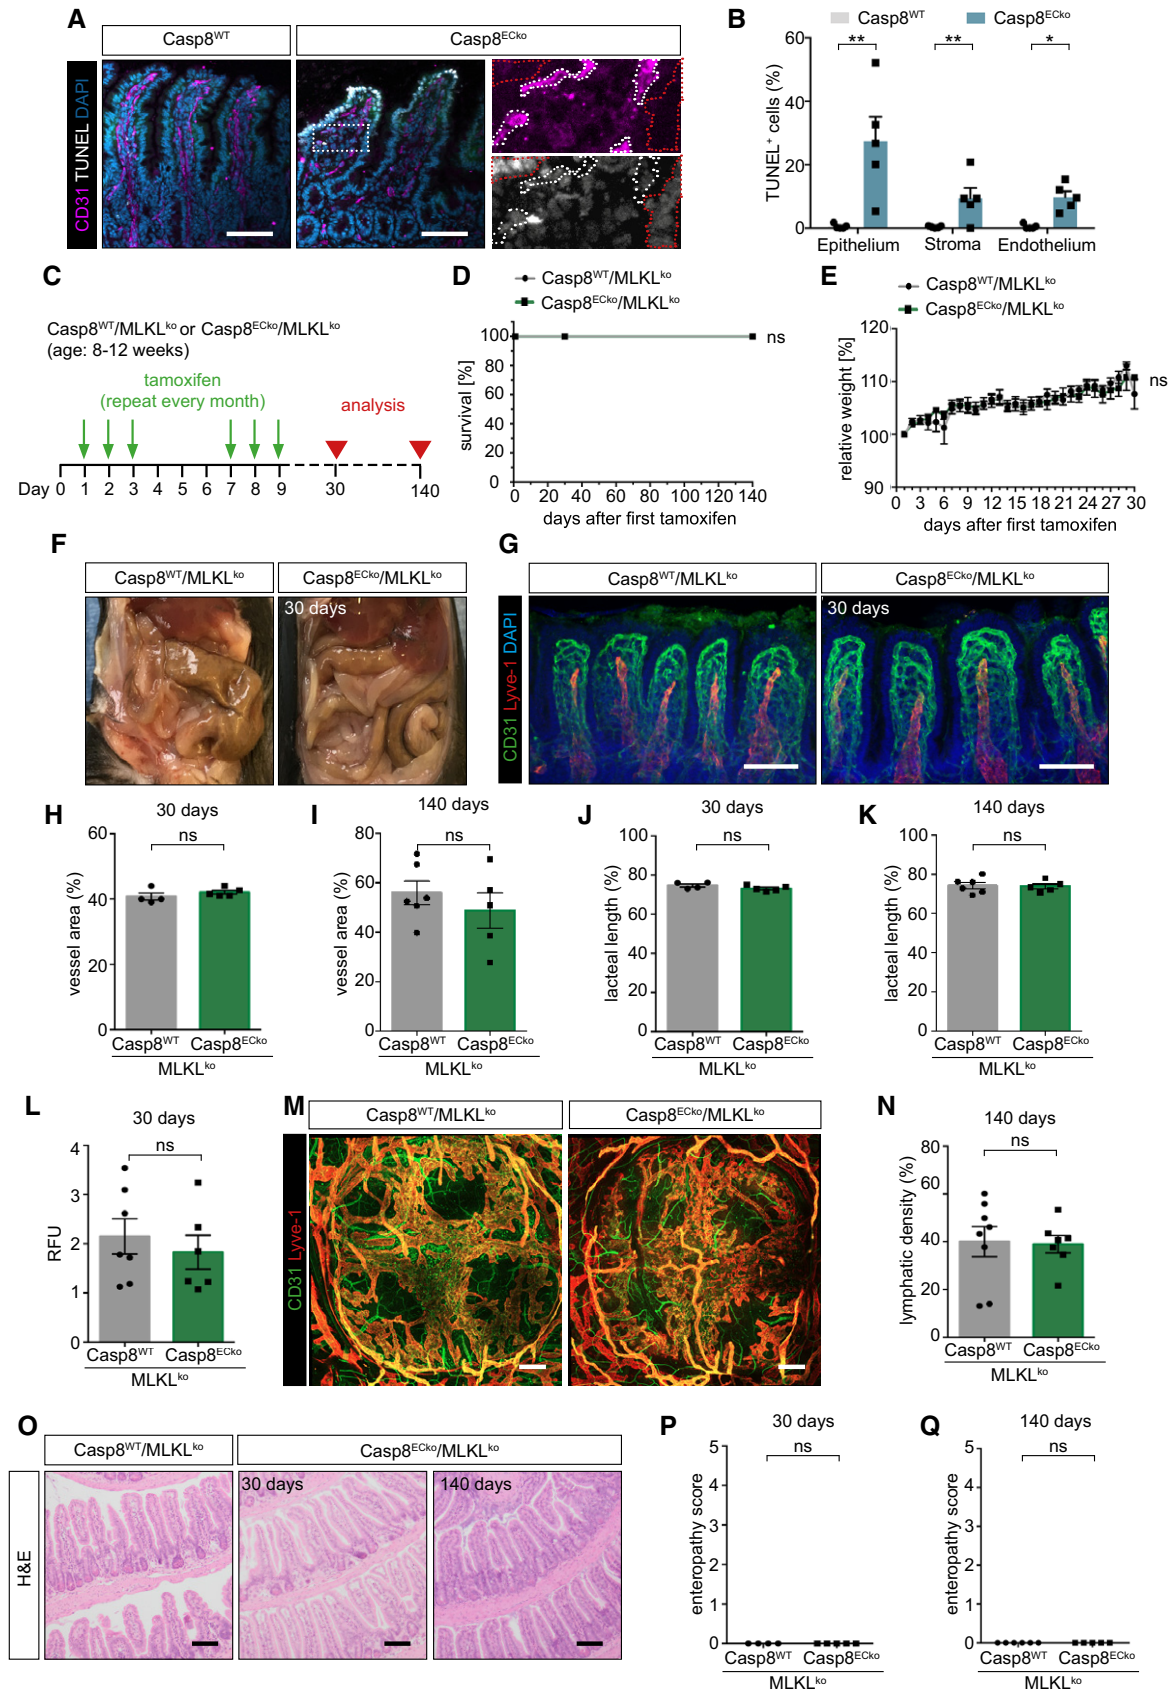 A
Casp8WT
Casp8ECko
CD31 TUNEL DAPI
B
Casp8WT
Casp8ECko
TUNEL+ cells (%)
60
40
20
0
**
**
*
Epithelium
Stroma
Endothelium
C
Casp8WT/MLKLko or Casp8ECko/MLKLko
(age: 8-12 weeks)
tamoxifen
(repeat every month)
analysis
Day 0 1 2 3 4 5 6 7 8 9 30 140
D
Casp8WT/MLKLko
Casp8ECko/MLKLko
survival [%]
100
80
60
40
20
0
ns
0 20 40 60 80 100 120 140
days after first tamoxifen
E
Casp8WT/MLKLko
Casp8ECko/MLKLko
relative weight [%]
120
110
100
90
ns
0 3 6 9 12 15 18 21 24 27 30
days after first tamoxifen
F
Casp8WT/MLKLko
Casp8ECko/MLKLko
30 days
G
Casp8WT/MLKLko
Casp8ECko/MLKLko
CD31 Lyve-1 DAPI
30 days
H
30 days
ns
vessel area (%)
60
40
20
0
Casp8WT
Casp8ECko
MLKLko
I
140 days
ns
vessel area (%)
80
60
40
20
0
Casp8WT
Casp8ECko
MLKLko
J
30 days
ns
lacteal length (%)
100
80
60
40
20
0
Casp8WT
Casp8ECko
MLKLko
K
140 days
ns
lacteal length (%)
100
80
60
40
20
0
Casp8WT
Casp8ECko
MLKLko
L
30 days
ns
RFU
4
3
2
1
0
Casp8WT
Casp8ECko
MLKLko
M
Casp8WT/MLKLko
Casp8ECko/MLKLko
CD31 Lyve-1
N
140 days
ns
lymphatic density (%)
80
60
40
20
0
Casp8WT
Casp8ECko
MLKLko
O
Casp8WT/MLKLko
Casp8ECko/MLKLko
H&E
30 days
140 days
P
30 days
ns
enteropathy score
5
4
3
2
1
0
Casp8WT
Casp8ECko
MLKLko
Q
140 days
ns
enteropathy score
5
4
3
2
1
0
Casp8WT
Casp8ECko
MLKLko